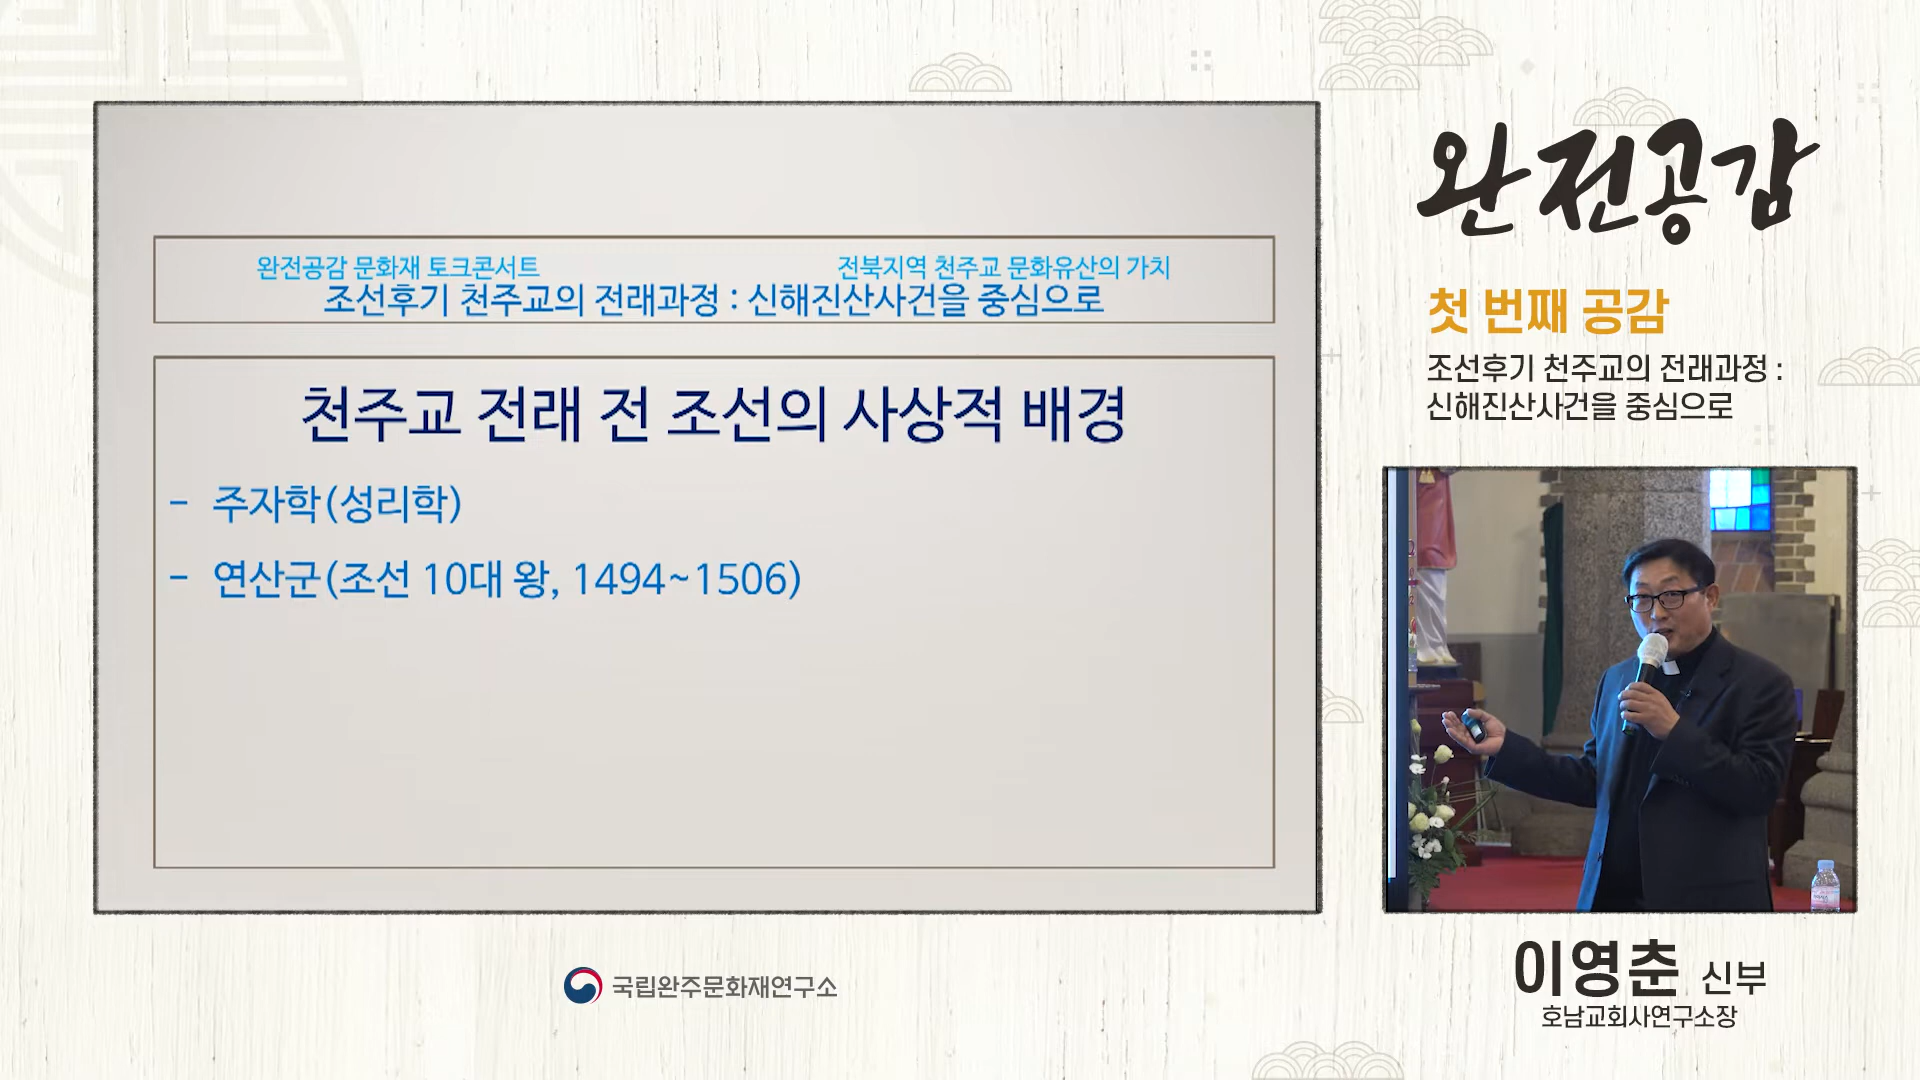 완전공감 문화재 토크콘서트 전북지역 천주교 문화유산의 가치
조선후기 천주교의 전래과정 : 신해진산사건을 중심으로
천주교 전래 전 조선의 사상적 배경
- 주자학(성리학)
- 연산군(조선 10대 왕, 1494~1506)
완전공감
첫 번째 공감
조선후기 천주교의 전래과정 :
신해진산사건을 중심으로
이영춘 신부
호남교회사연구소장
국립완주문화재연구소